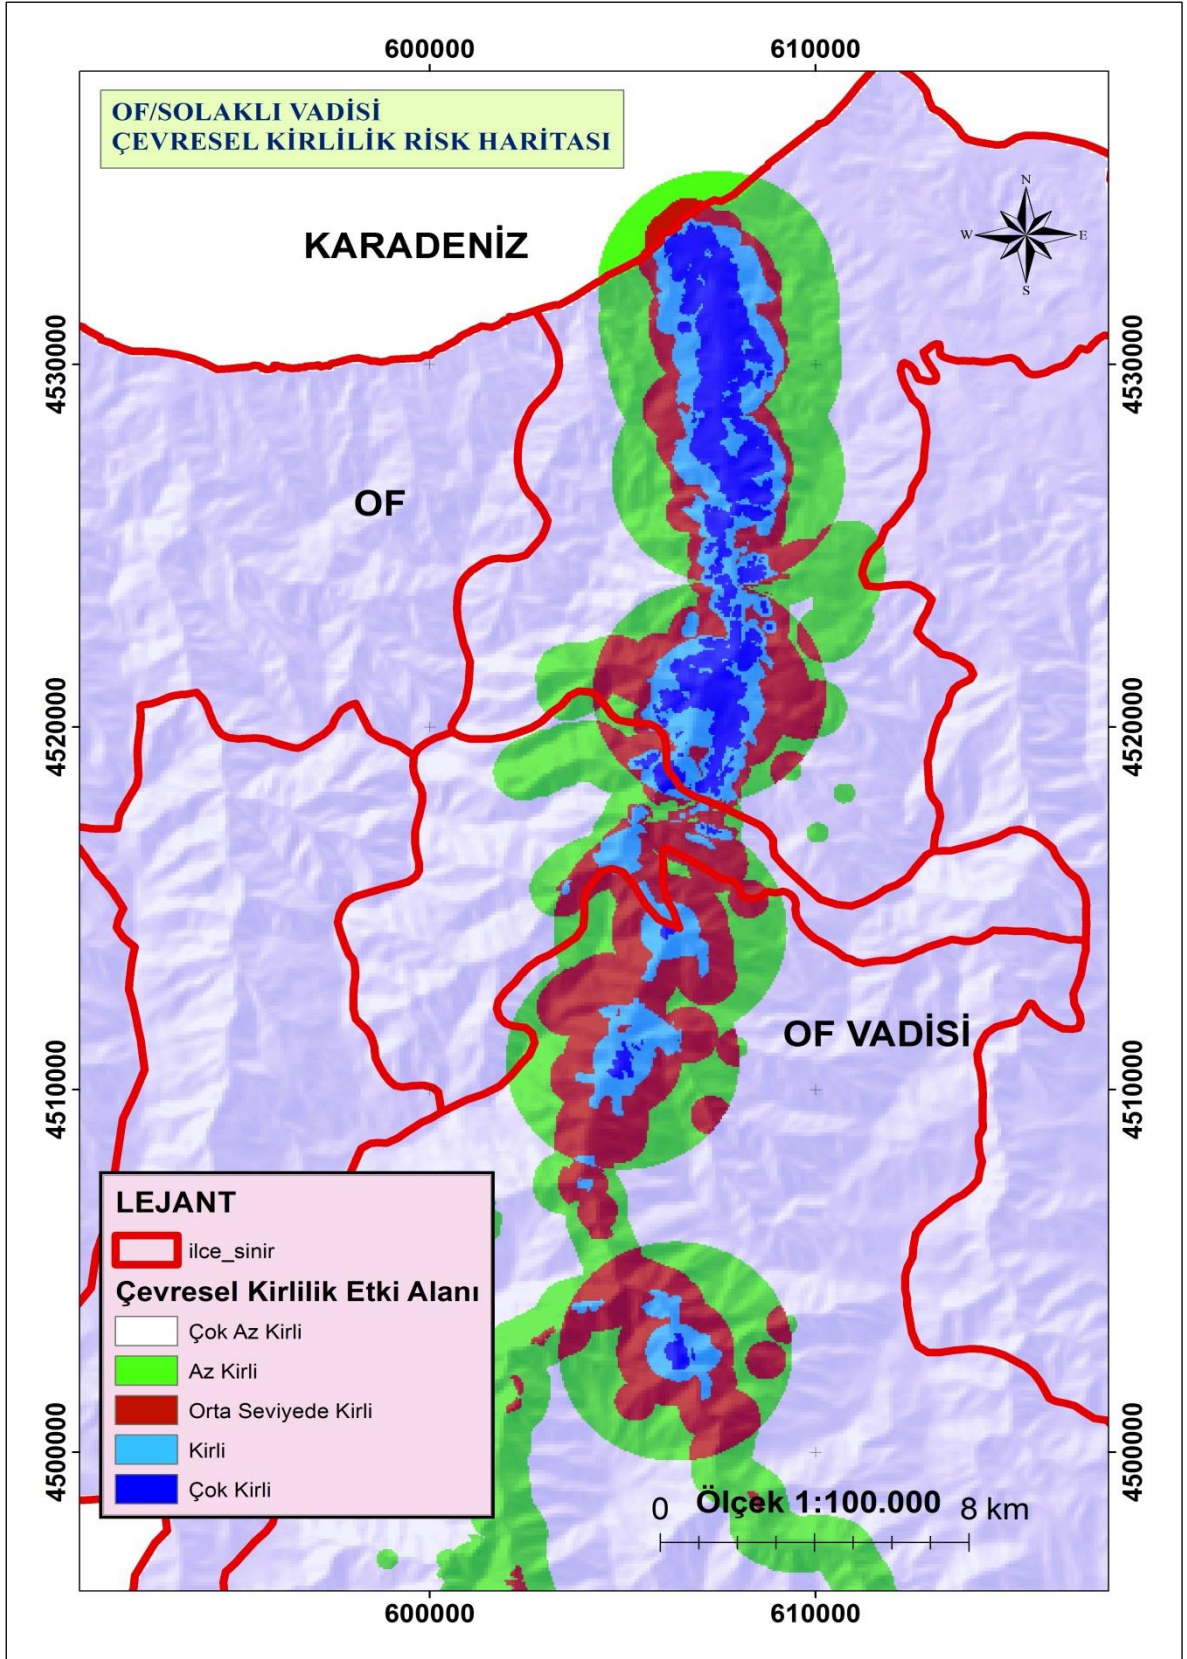 600000
610000
OF/SOLAKLI VADİSİ
ÇEVRESEL KİRLİLİK RİSK HARİTASI
N
W
E
S
KARADENİZ
4530000
4530000
OF
4520000
4520000
OF VADİSİ
4510000
4510000
LEJANT
ilce_sinir
Çevresel Kirlilik Etki Alanı
Çok Az Kirli
Az Kirli
Orta Seviyede Kirli
Kirli
Çok Kirli
4500000
4500000
0 Ölçek 1:100.000 8 km
600000
610000